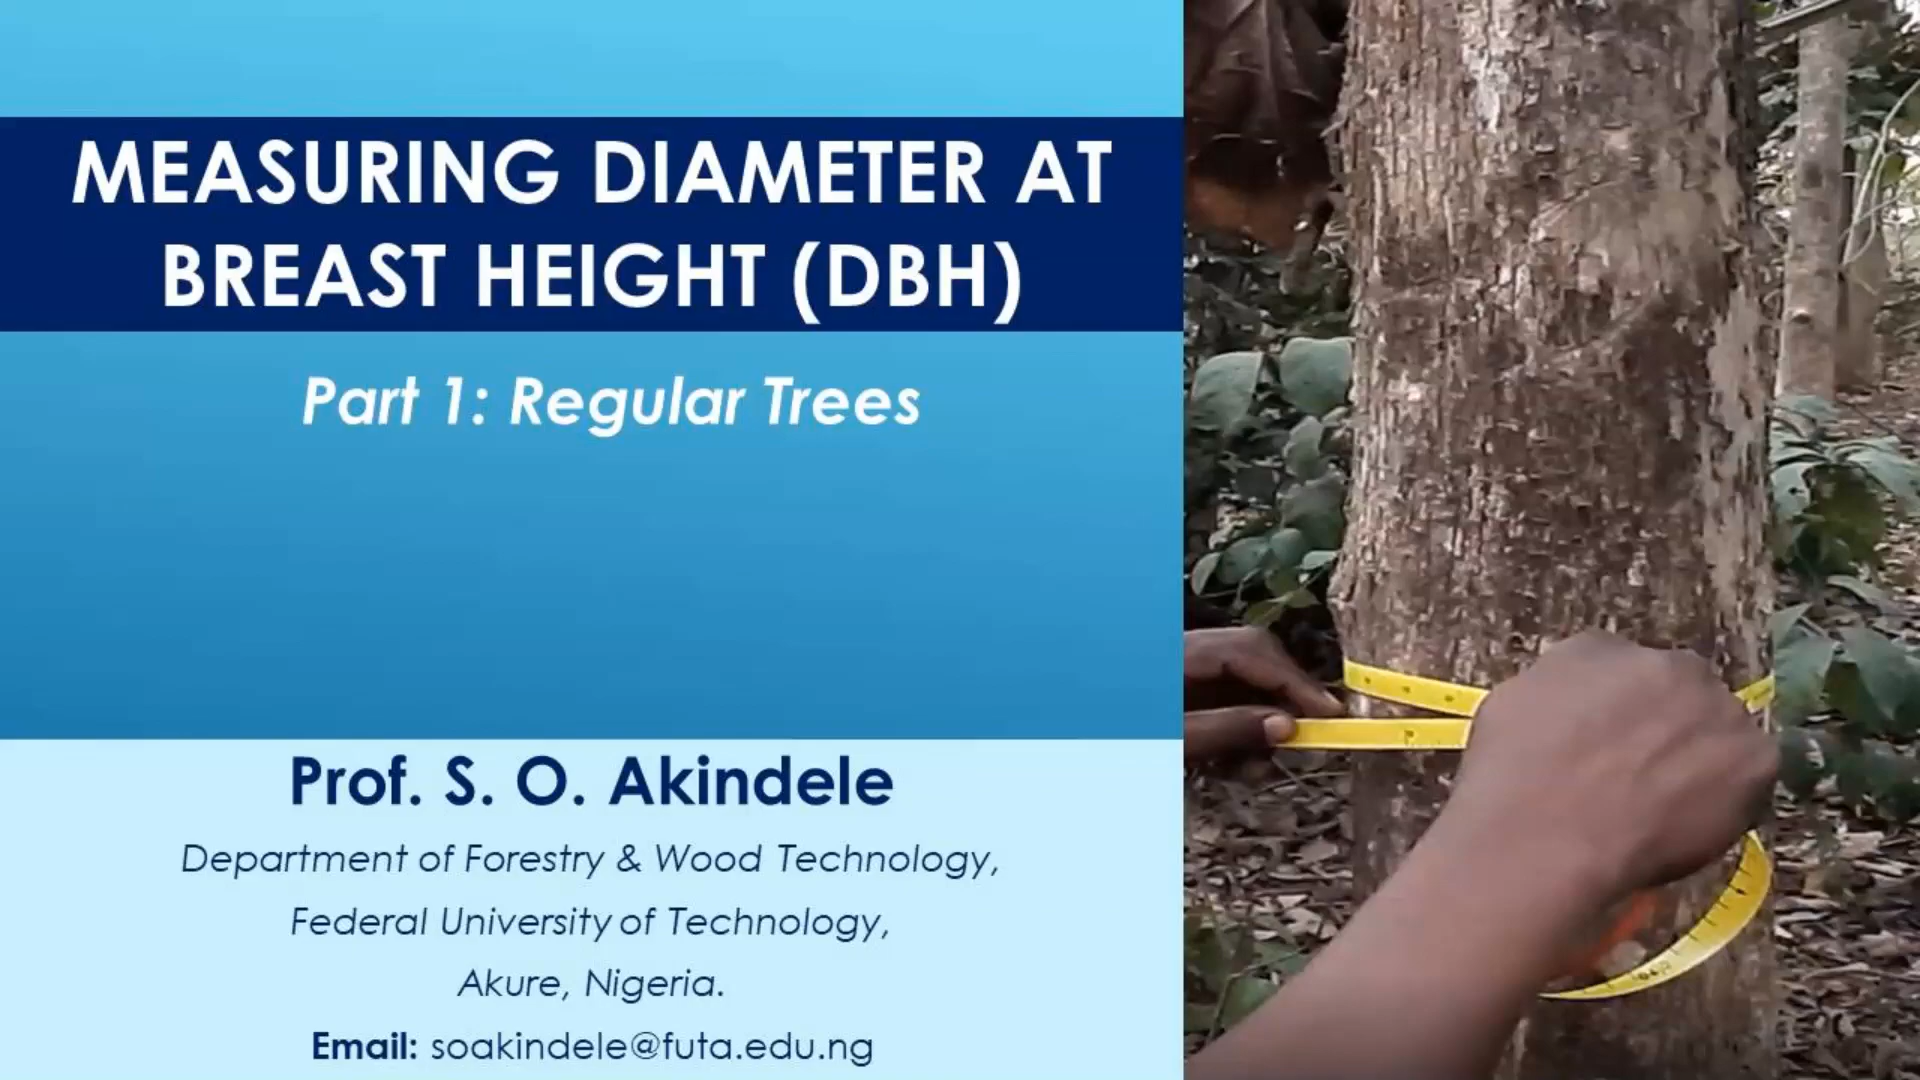 MEASURING DIAMETER AT
BREAST HEIGHT (DBH)
Part 1: Regular Trees
Prof. S. O. Akindele
Department of Forestry & Wood Technology,
Federal University of Technology,
Akure, Nigeria.
Email: soakindele@futa.edu.ng